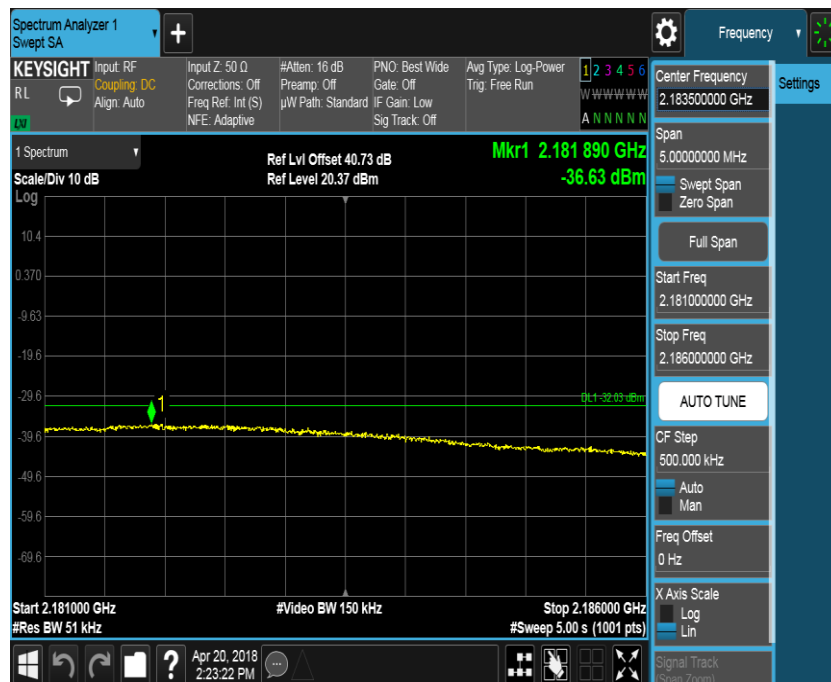 Spectrum Analyzer 1
Swept SA
+
Frequency
KEYSIGHT
RL
LXI
Input: RF
Coupling: DC
Align: Auto
Input Z: 50 Ω
Corrections: Off
Freq Ref: Int (S)
NFE: Adaptive
#Atten: 16 dB
Preamp: Off
µW Path: Standard
PNO: Best Wide
Gate: Off
IF Gain: Low
Sig Track: Off
Avg Type: Log-Power
Trig: Free Run
1 2 3 4 5 6
W W W W W W
A N N N N N
1 Spectrum
Scale/Div 10 dB
Log
Ref Lvl Offset 40.73 dB
Ref Level 20.37 dBm
Mkr1 2.181 890 GHz
-36.63 dBm
10.4
0.370
-9.63
-19.6
-29.6
-39.6
-49.6
-59.6
-69.6
1
DL1 -32.03 dBm
Start 2.181000 GHz
#Res BW 51 kHz
#Video BW 150 kHz
Stop 2.186000 GHz
#Sweep 5.00 s (1001 pts)
Center Frequency
2.183500000 GHz
Settings
Span
5.00000000 MHz
Swept Span
Zero Span
Full Span
Start Freq
2.181000000 GHz
Stop Freq
2.186000000 GHz
AUTO TUNE
CF Step
500.000 kHz
Auto
Man
Freq Offset
0 Hz
X Axis Scale
Log
Lin
Signal Track
(Span Zoom)
?
Apr 20, 2018
2:23:22 PM